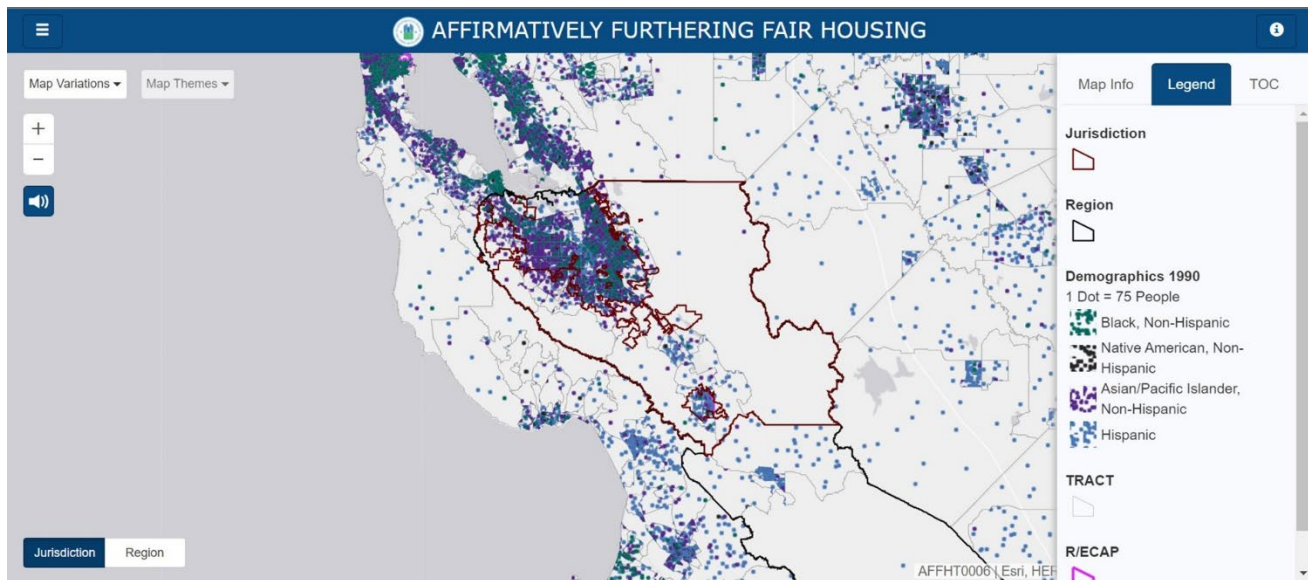 AFFIRMATIVELY FURTHERING FAIR HOUSING
Map Variations
Map Themes
+
−
Jurisdiction
Region
Map Info
Legend
TOC
Jurisdiction
Region
Demographics 1990
1 Dot = 75 People
Black, Non-Hispanic
Native American, Non-
Hispanic
Asian/Pacific Islander,
Non-Hispanic
Hispanic
TRACT
R/ECAP
AFFHT0006 | Esri, HER